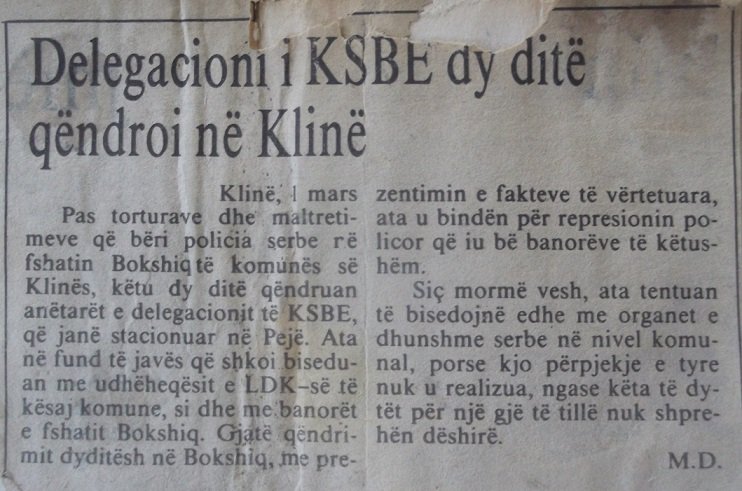 Delegacioni i KSBE dy ditë
qëndroi në Klinë
Klinë, 1 mars
Pas torturave dhe maltreti-
meve që bëri policia serbe në
fshatin Bokshiq të komunës së
Klinës, këtu dy ditë qëndruan
anëtarët e delegacionit të KSBE,
që janë stacionuar në Pejë. Ata
në fund të javës që shkoi bisedu-
an me udhëheqësit e LDK-së të
kësaj komune, si dhe me banorët
e fshatit Bokshiq. Gjatë qëndri-
mit dyditësh në Bokshiq, me pre-
zentimin e fakteve të vërtetuara,
ata u bindën për represionin po-
licor që iu bë banorëve të këtus-
hëm.
Siç mormë vesh, ata tentuan
të bisedojnë edhe me organet e
dhunshme serbe në nivel komu-
nal, porse kjo përpjekje e tyre
nuk u realizua, ngase këta të dy-
tët për një gjë të tillë nuk shpre-
hën dëshirë.
M.D.